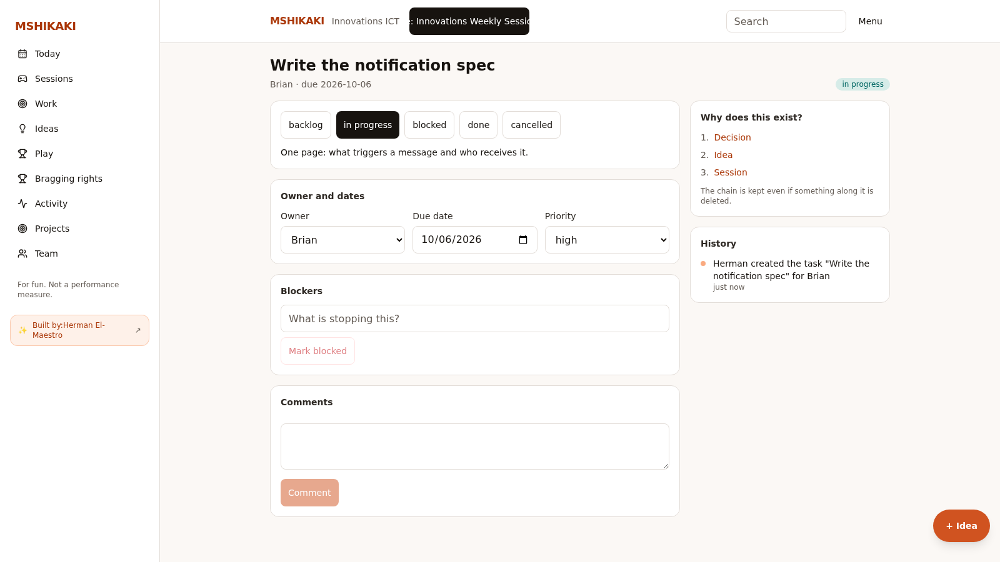 MSHIKAKI
Today
Sessions
Work
Ideas
Play
Bragging rights
Activity
Projects
Team
For fun. Not a performance
measure.
✨ Built by:Herman El-
Maestro ↗
MSHIKAKI Innovations ICT : Innovations Weekly Sessio
Search
Menu
Write the notification spec
Brian · due 2026-10-06
in progress
backlog in progress blocked done cancelled
One page: what triggers a message and who receives it.
Owner and dates
Owner Due date Priority
Brian 10/06/2026 high
Blockers
What is stopping this?
Mark blocked
Comments
Comment
Why does this exist?
1. Decision
2. Idea
3. Session
The chain is kept even if something along it is
deleted.
History
Herman created the task "Write the
notification spec" for Brian
just now
+ Idea